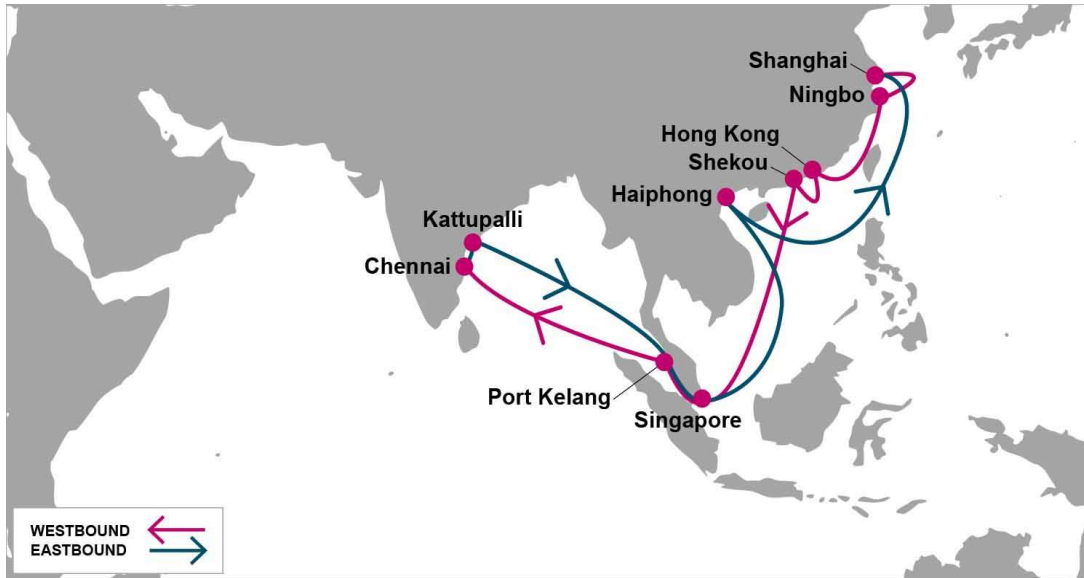 Shanghai
Ningbo
Hong Kong
Shekou
Haiphong
Kattupalli
Chennai
Port Kelang
Singapore
WESTBOUND
EASTBOUND